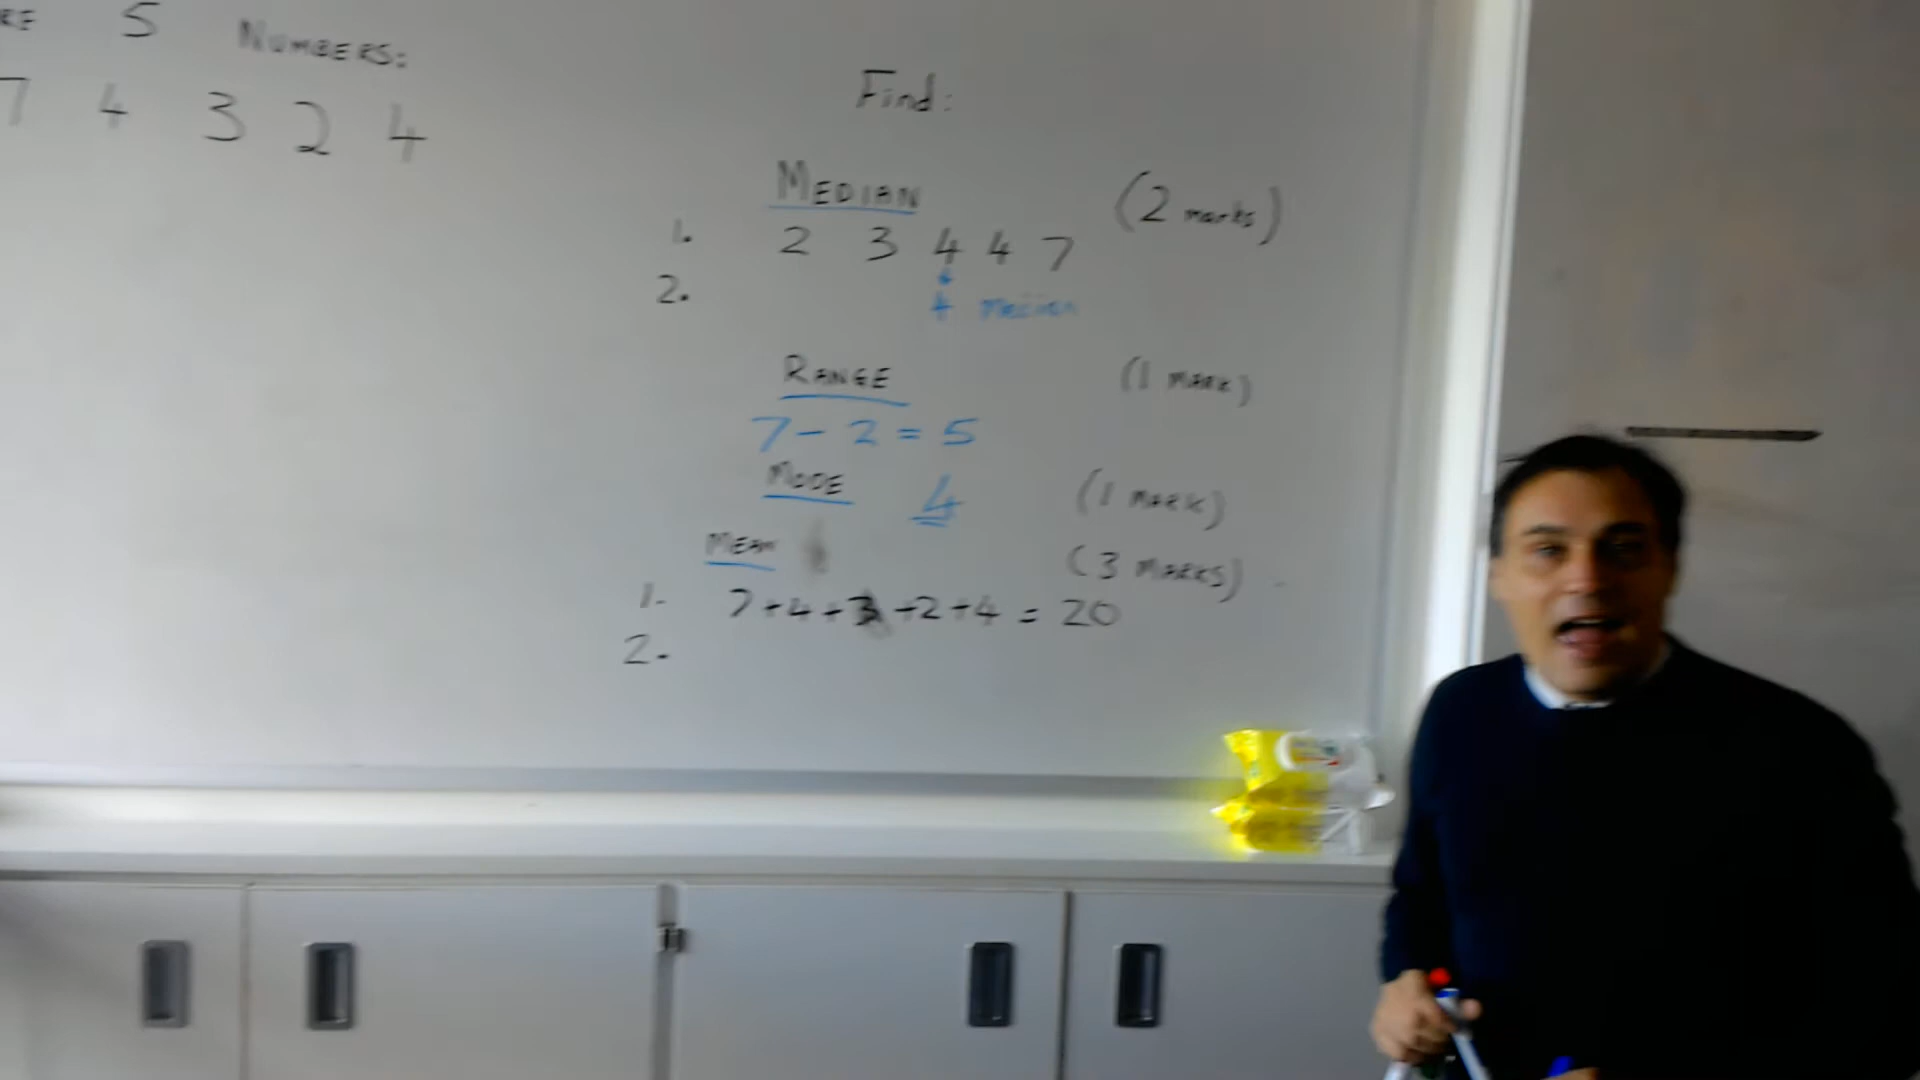 RE 5 NUMBERS:
7 4 3 2 4
Find:
MEDIAN (2 marks)
1. 2 3 4 4 7
2. 4 Median
RANGE (1 MARK)
7 - 2 = 5
MODE 4 (1 MARK)
MEAN (3 MARKS)
1. 7+4+3+2+4 = 20
2.